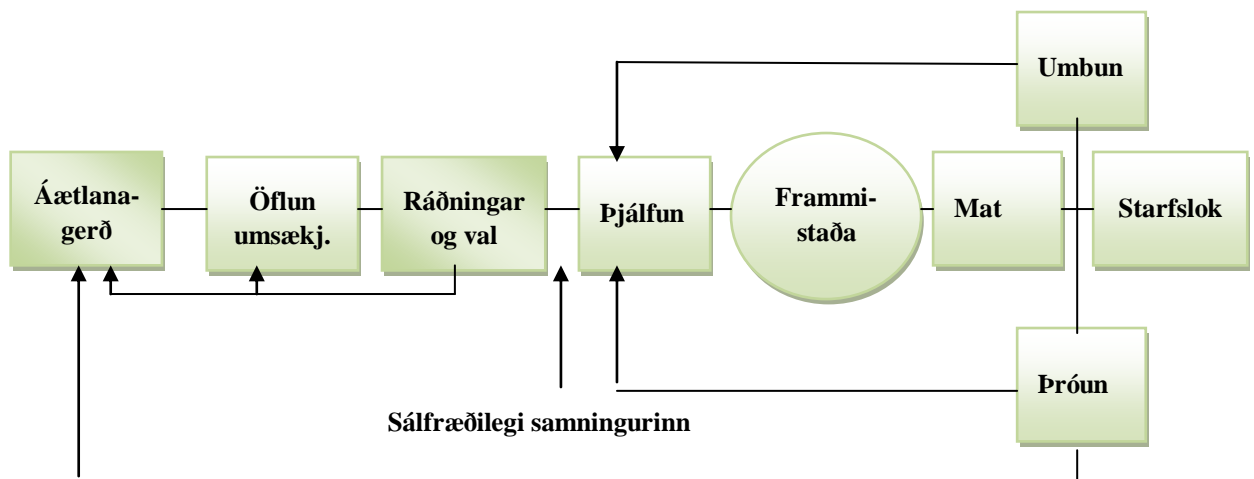 Umbun
Áætlana-
gerð
Öflun
umsækj.
Ráðningar
og val
Þjálfun
Frammi-
staða
Mat
Starfslok
Þróun
Sálfræðilegi samningurinn